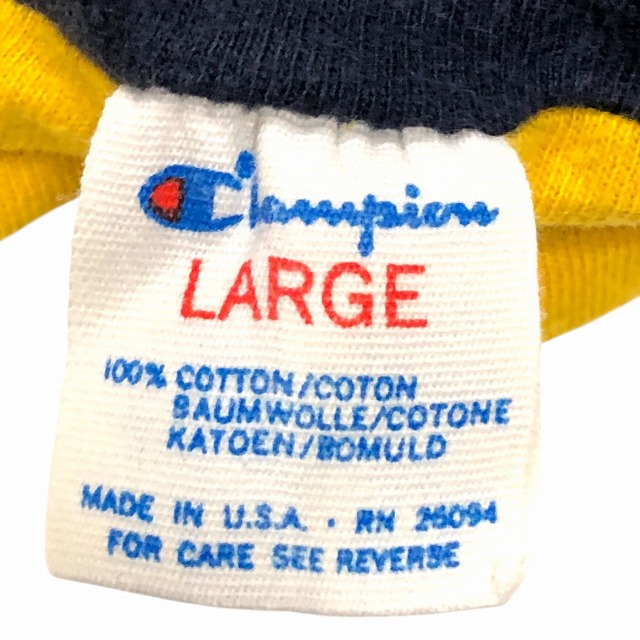 Champion
LARGE
100% COTTON/COTON
BAUMWOLLE/COTONE
KATOEN/BOMULD
MADE IN U.S.A. · RN 26094
FOR CARE SEE REVERSE